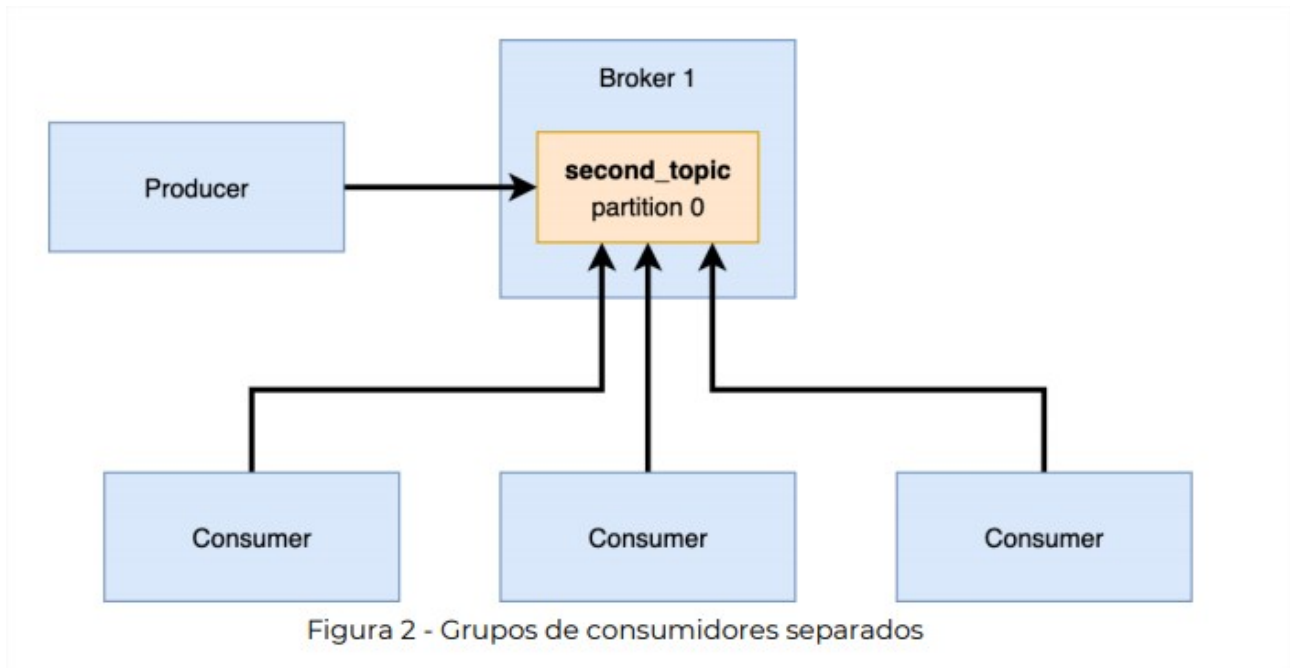 Broker 1
second_topic
partition 0
Producer
Consumer
Consumer
Consumer
Figura 2 - Grupos de consumidores separados